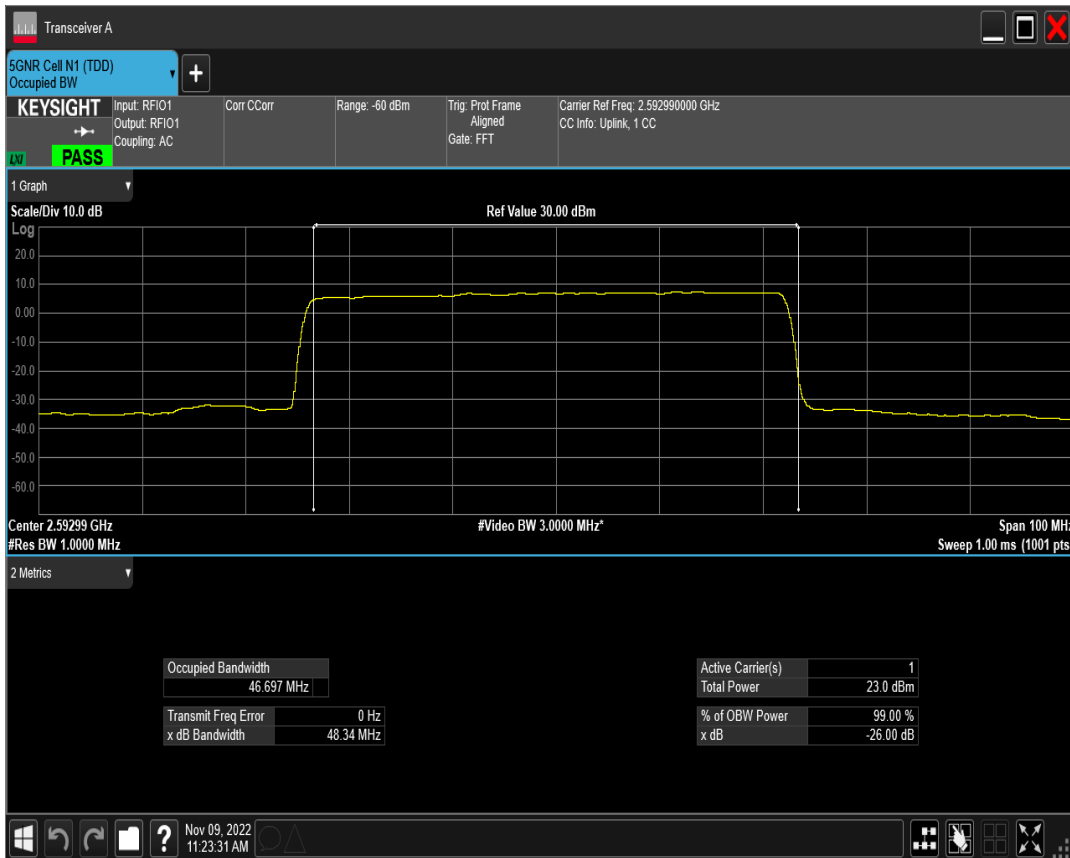 Transceiver A
5GNR Cell N1 (TDD)
Occupied BW
+
KEYSIGHT
LXI
PASS
Input: RFIO1
Output: RFIO1
Coupling: AC
Corr CCorr
Range: -60 dBm
Trig: Prot Frame
Aligned
Gate: FFT
Carrier Ref Freq: 2.592990000 GHz
CC Info: Uplink, 1 CC
1 Graph
Scale/Div 10.0 dB
Ref Value 30.00 dBm
Log
20.0
10.0
0.00
-10.0
-20.0
-30.0
-40.0
-50.0
-60.0
Center 2.59299 GHz
#Video BW 3.0000 MHz*
Span 100 MHz
#Res BW 1.0000 MHz
Sweep 1.00 ms (1001 pts
2 Metrics
Occupied Bandwidth
46.697 MHz
Transmit Freq Error 0 Hz
x dB Bandwidth 48.34 MHz
Active Carrier(s) 1
Total Power 23.0 dBm
% of OBW Power 99.00 %
x dB -26.00 dB
?
Nov 09, 2022
11:23:31 AM